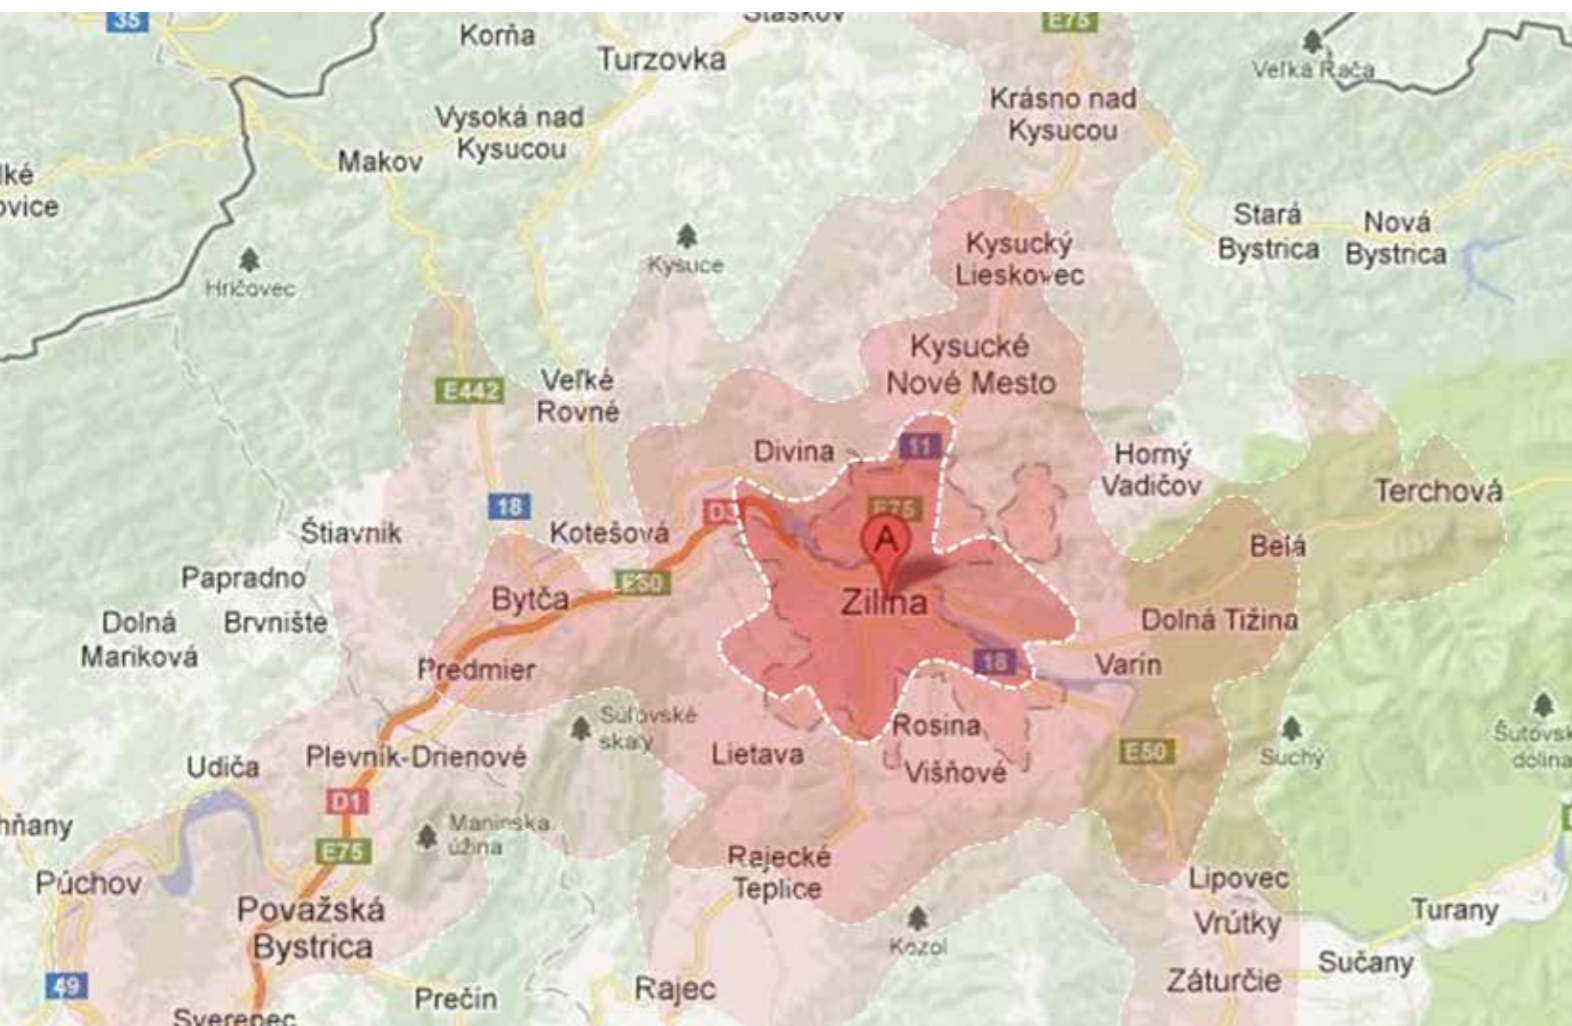 35
Korňa
Turzovka
E75
Veľká Rača
Krásno nad
Kysucou
Vysoká nad
Kysucou
Makov
Stará
Bystrica
Nová
Bystrica
Kysuce
Hričovec
Kysucký
Lieskovec
Kysucké
Nové Mesto
E442
Veľké
Rovné
Divina
11
Horný
Vadičov
Terchová
18
D3
E75
Štiavnik
Kotešová
A
Belá
Papradno
Bytča
E50
Žilina
Dolná
Mariková
Brvnište
Dolná Tižina
Predmier
18
Varín
Súľovské
skaly
Rosina
Lietava
Višňové
E50
Suchý
Udiča
Plevník-Drienové
D1
Maninska
úžina
E75
Púchov
Rajecké
Teplice
Lipovec
Vrútky
Turany
Považská
Bystrica
Kozol
Sučany
49
Prečín
Rajec
Záturčie